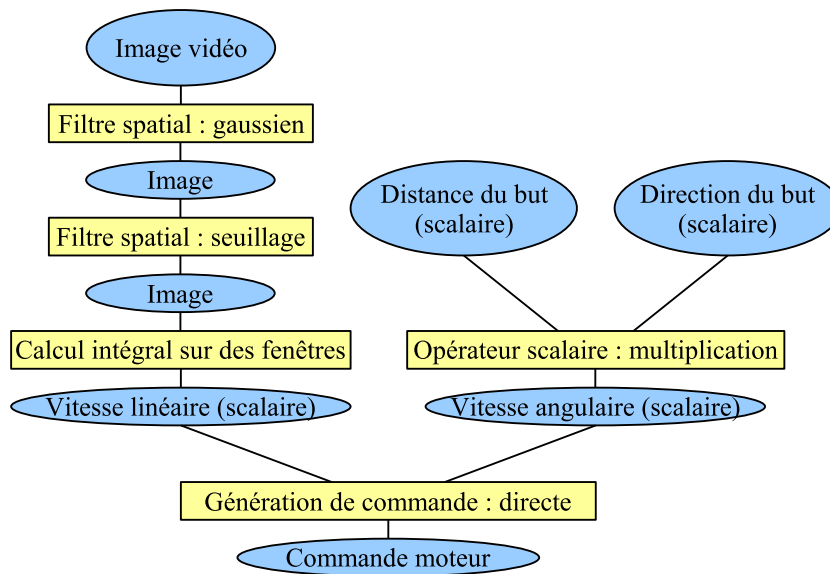 Image vidéo
Filtre spatial : gaussien
Image
Distance du but
(scalaire)
Direction du but
(scalaire)
Filtre spatial : seuillage
Image
Calcul intégral sur des fenêtres
Opérateur scalaire : multiplication
Vitesse linéaire (scalaire)
Vitesse angulaire (scalaire)
Génération de commande : directe
Commande moteur